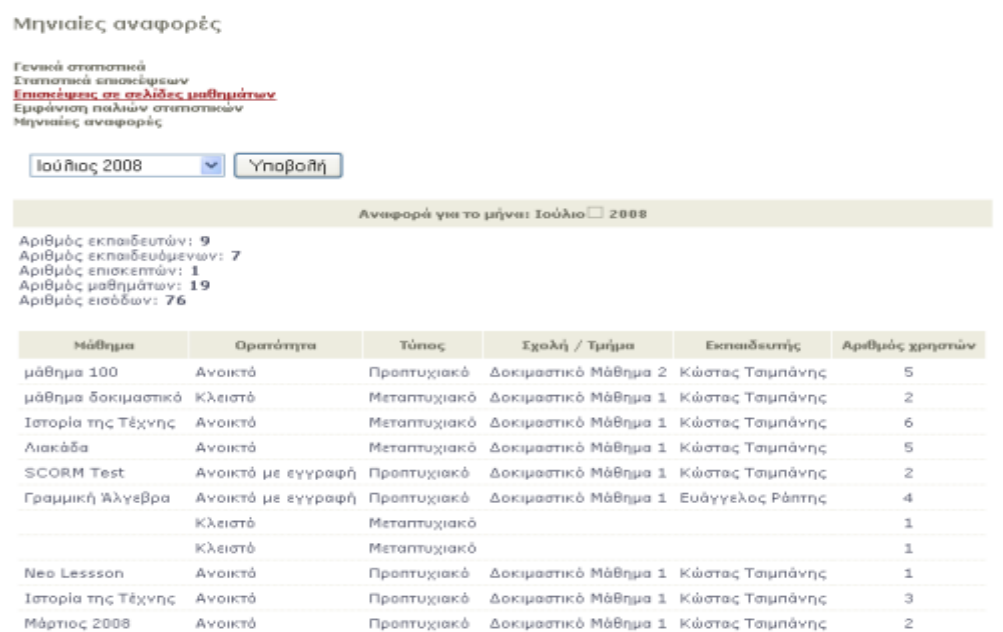 Μηνιαίες αναφορές
Γενικά στατιστικά
Στατιστικά επισκέψεων
Επισκέψεις σε σελίδες μαθημάτων
Εμφάνιση παλιών στατιστικών
Μηνιαίες αναφορές
Ιούλιος 2008 Υποβολή
Αναφορά για το μήνα: Ιούλιο 2008
Αριθμός εκπαιδευτών: 9
Αριθμός εκπαιδευόμενων: 7
Αριθμός επισκεπτών: 1
Αριθμός μαθημάτων: 19
Αριθμός εισόδων: 76
Μάθημα Ορατότητα Τύπος Σχολή / Τμήμα Εκπαιδευτής Αριθμός χρηστών
μάθημα 100 Ανοικτό Προπτυχιακό Δοκιμαστικό Μάθημα 2 Κώστας Τσιμπάνης 5
μάθημα δοκιμαστικό Κλειστό Μεταπτυχιακό Δοκιμαστικό Μάθημα 1 Κώστας Τσιμπάνης 2
Ιστορία της Τέχνης Ανοικτό Μεταπτυχιακό Δοκιμαστικό Μάθημα 1 Κώστας Τσιμπάνης 6
Λιακάδα Ανοικτό Μεταπτυχιακό Δοκιμαστικό Μάθημα 1 Κώστας Τσιμπάνης 5
SCORM Test Ανοικτό με εγγραφή Προπτυχιακό Δοκιμαστικό Μάθημα 1 Κώστας Τσιμπάνης 2
Γραμμική Άλγεβρα Ανοικτό με εγγραφή Προπτυχιακό Δοκιμαστικό Μάθημα 1 Ευάγγελος Ράπτης 4
Κλειστό Μεταπτυχιακό 1
Κλειστό Μεταπτυχιακό 1
Neo Lessson Ανοικτό Προπτυχιακό Δοκιμαστικό Μάθημα 1 Κώστας Τσιμπάνης 1
Ιστορία της Τέχνης Ανοικτό Προπτυχιακό Δοκιμαστικό Μάθημα 1 Κώστας Τσιμπάνης 3
Μάρτιος 2008 Ανοικτό Προπτυχιακό Δοκιμαστικό Μάθημα 1 Κώστας Τσιμπάνης 2